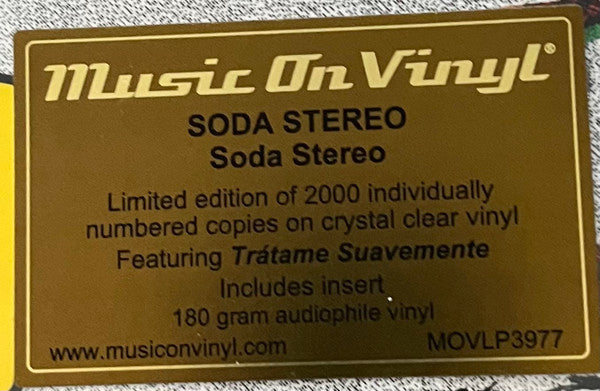 Music On Vinyl®
SODA STEREO
Soda Stereo
Limited edition of 2000 individually
numbered copies on crystal clear vinyl
Featuring Trátame Suavemente
Includes insert
180 gram audiophile vinyl
www.musiconvinyl.com MOVLP3977